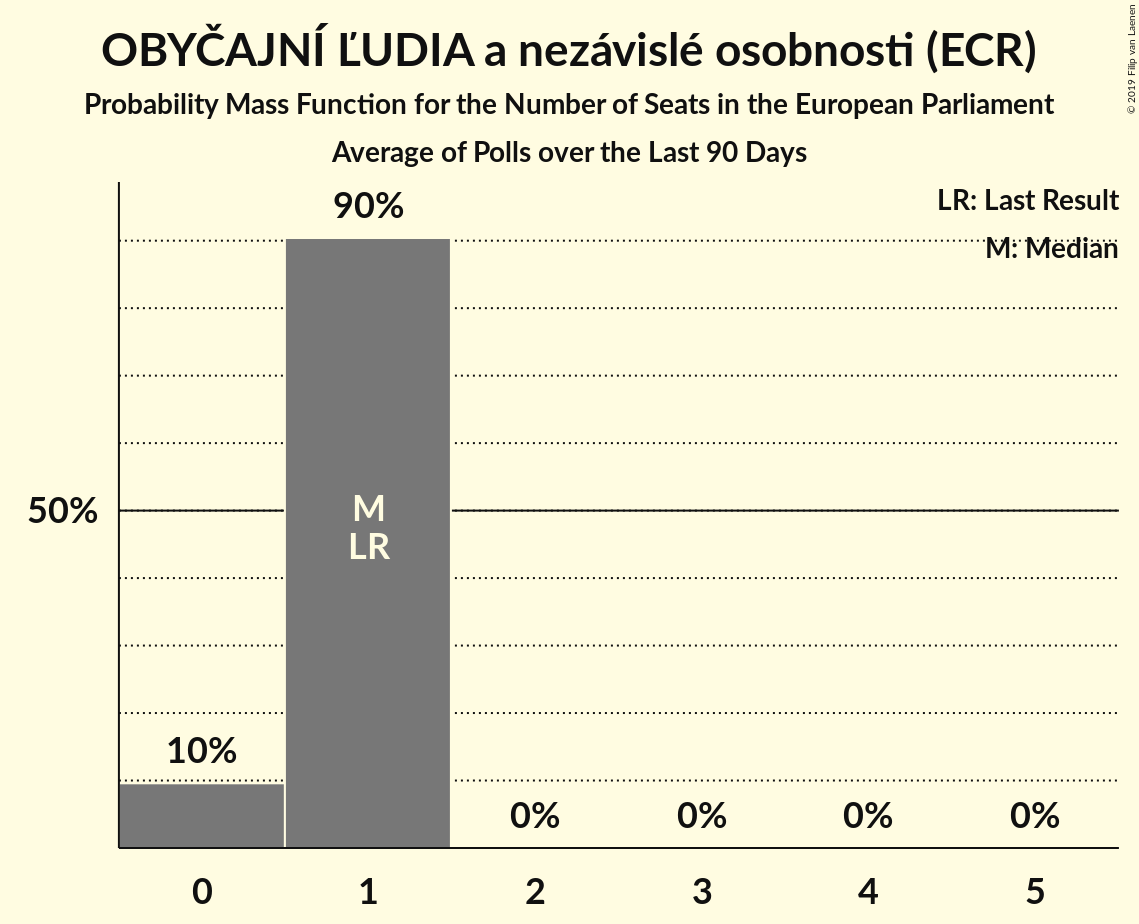 OBYČAJNÍ ĽUDIA a nezávislé osobnosti (ECR)
Probability Mass Function for the Number of Seats in the European Parliament
Average of Polls over the Last 90 Days
© 2019 Filip van Laenen
LR: Last Result
M: Median
90%
50%
M
LR
10%
0%
0%
0%
0%
0
1
2
3
4
5